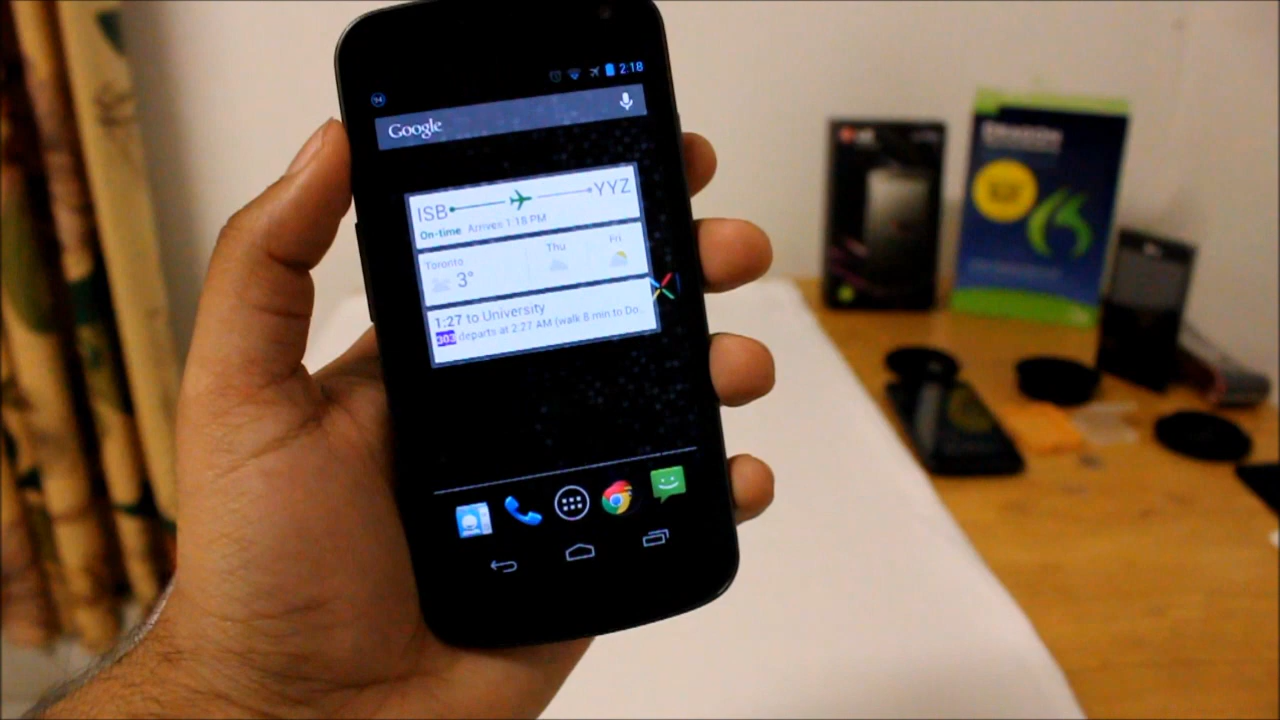 2:18
Google
ISB YYZ
On-time Arrives 1:18 PM
Toronto Thu Fri
3°
1:27 to University
303 departs at 2:27 AM (walk 8 min to Do...
DRAGON